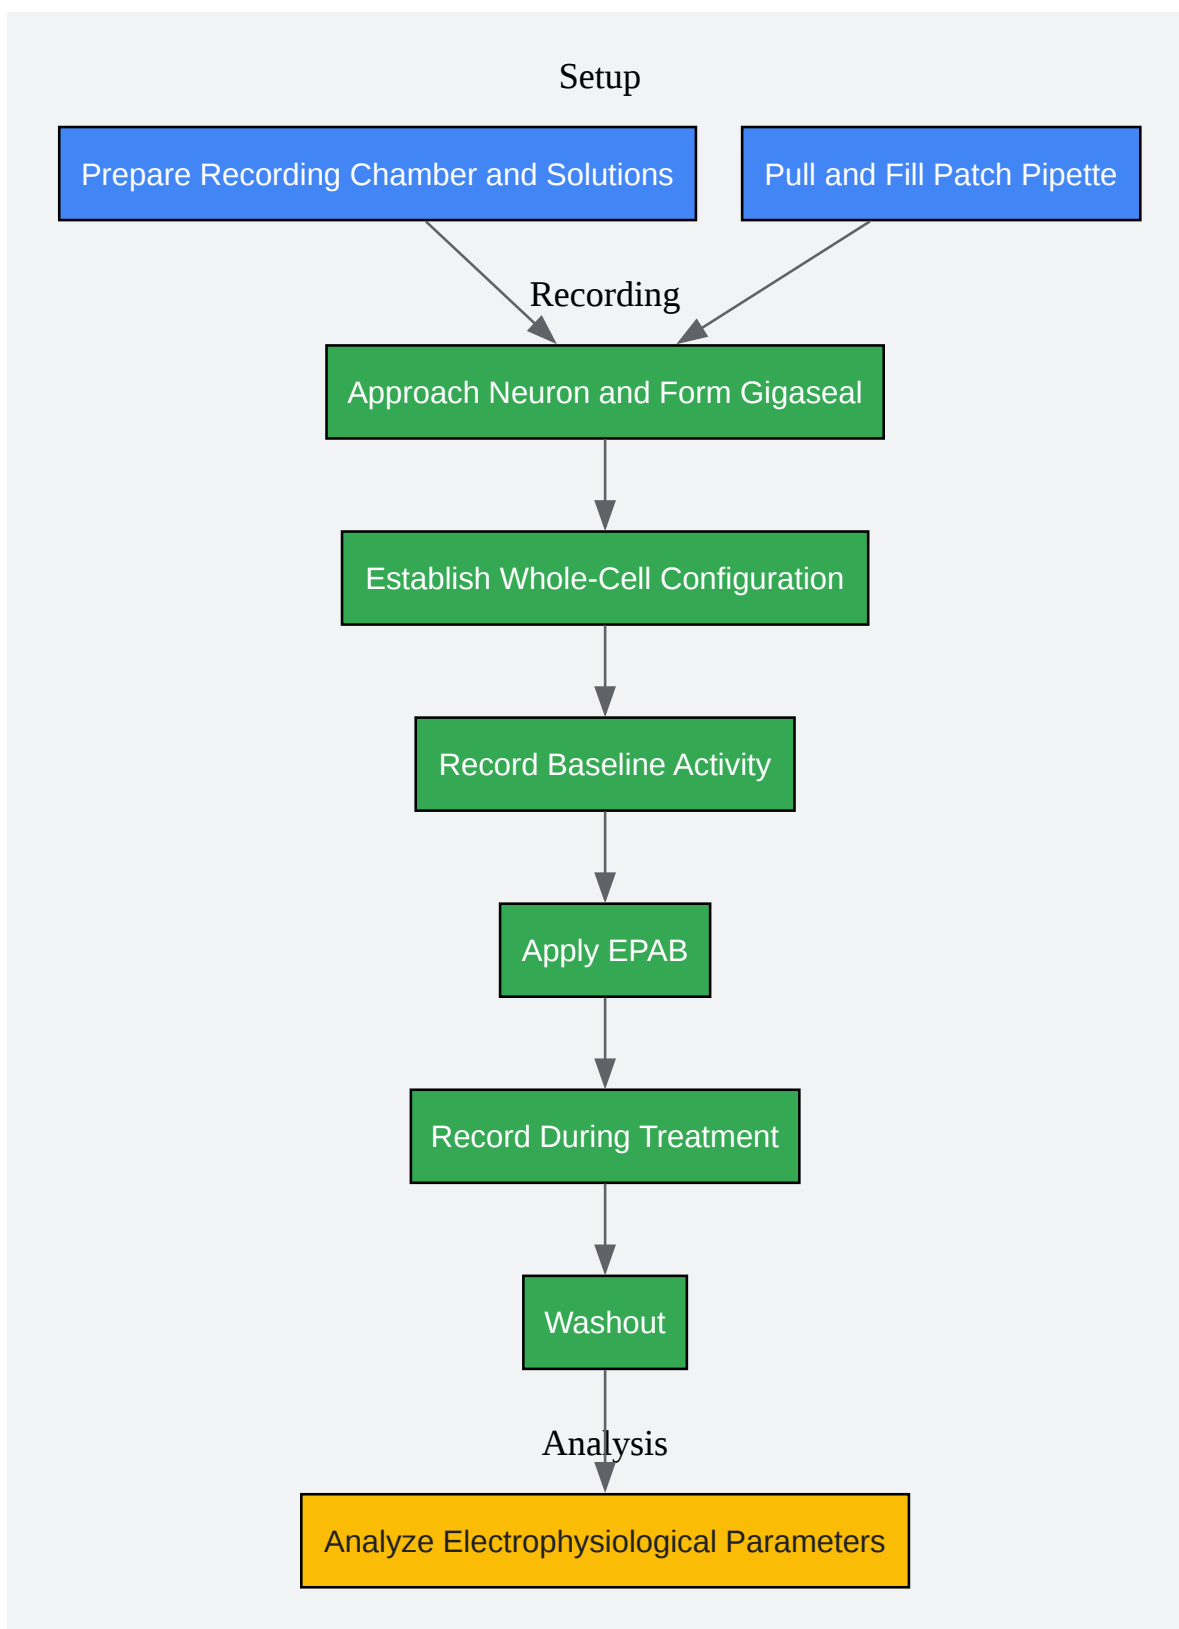 Setup
Prepare Recording Chamber and Solutions
Pull and Fill Patch Pipette
Recording
Approach Neuron and Form Gigaseal
Establish Whole-Cell Configuration
Record Baseline Activity
Apply EPAB
Record During Treatment
Washout
Analysis
Analyze Electrophysiological Parameters